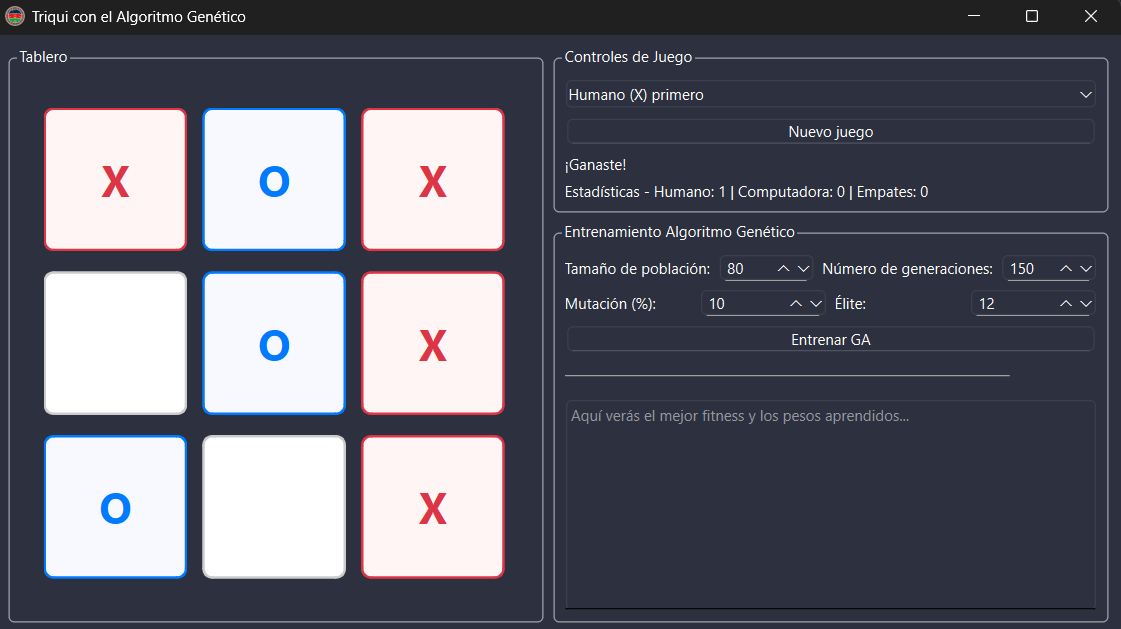 Triqui con el Algoritmo Genético
Tablero
X O X
O X
O X
Controles de Juego
Humano (X) primero
Nuevo juego
¡Ganaste!
Estadísticas - Humano: 1 | Computadora: 0 | Empates: 0
Entrenamiento Algoritmo Genético
Tamaño de población: 80 Número de generaciones: 150
Mutación (%): 10 Élite: 12
Entrenar GA
Aquí verás el mejor fitness y los pesos aprendidos...